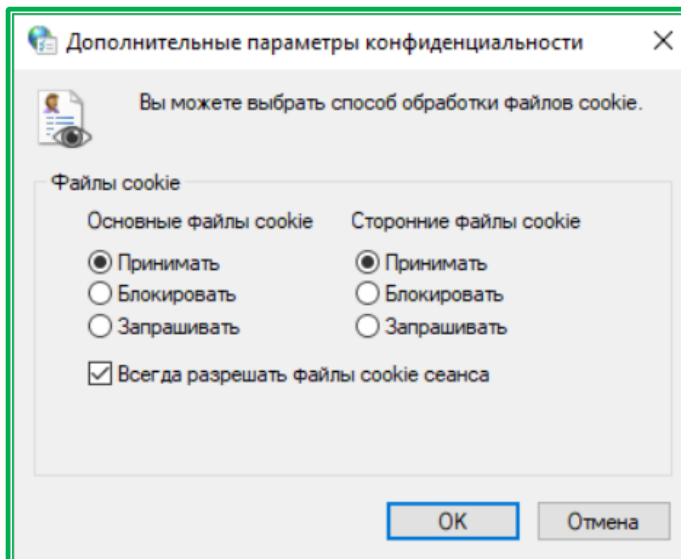 Дополнительные параметры конфиденциальности
Вы можете выбрать способ обработки файлов cookie.
Файлы cookie
Основные файлы cookie
Принимать
Блокировать
Запрашивать
Сторонние файлы cookie
Принимать
Блокировать
Запрашивать
Всегда разрешать файлы cookie сеанса
OK
Отмена